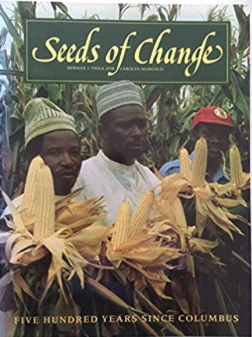 Seeds of Change
HERMAN J. VIOLA AND CAROLYN MARGOLIS
FIVE HUNDRED YEARS SINCE COLUMBUS